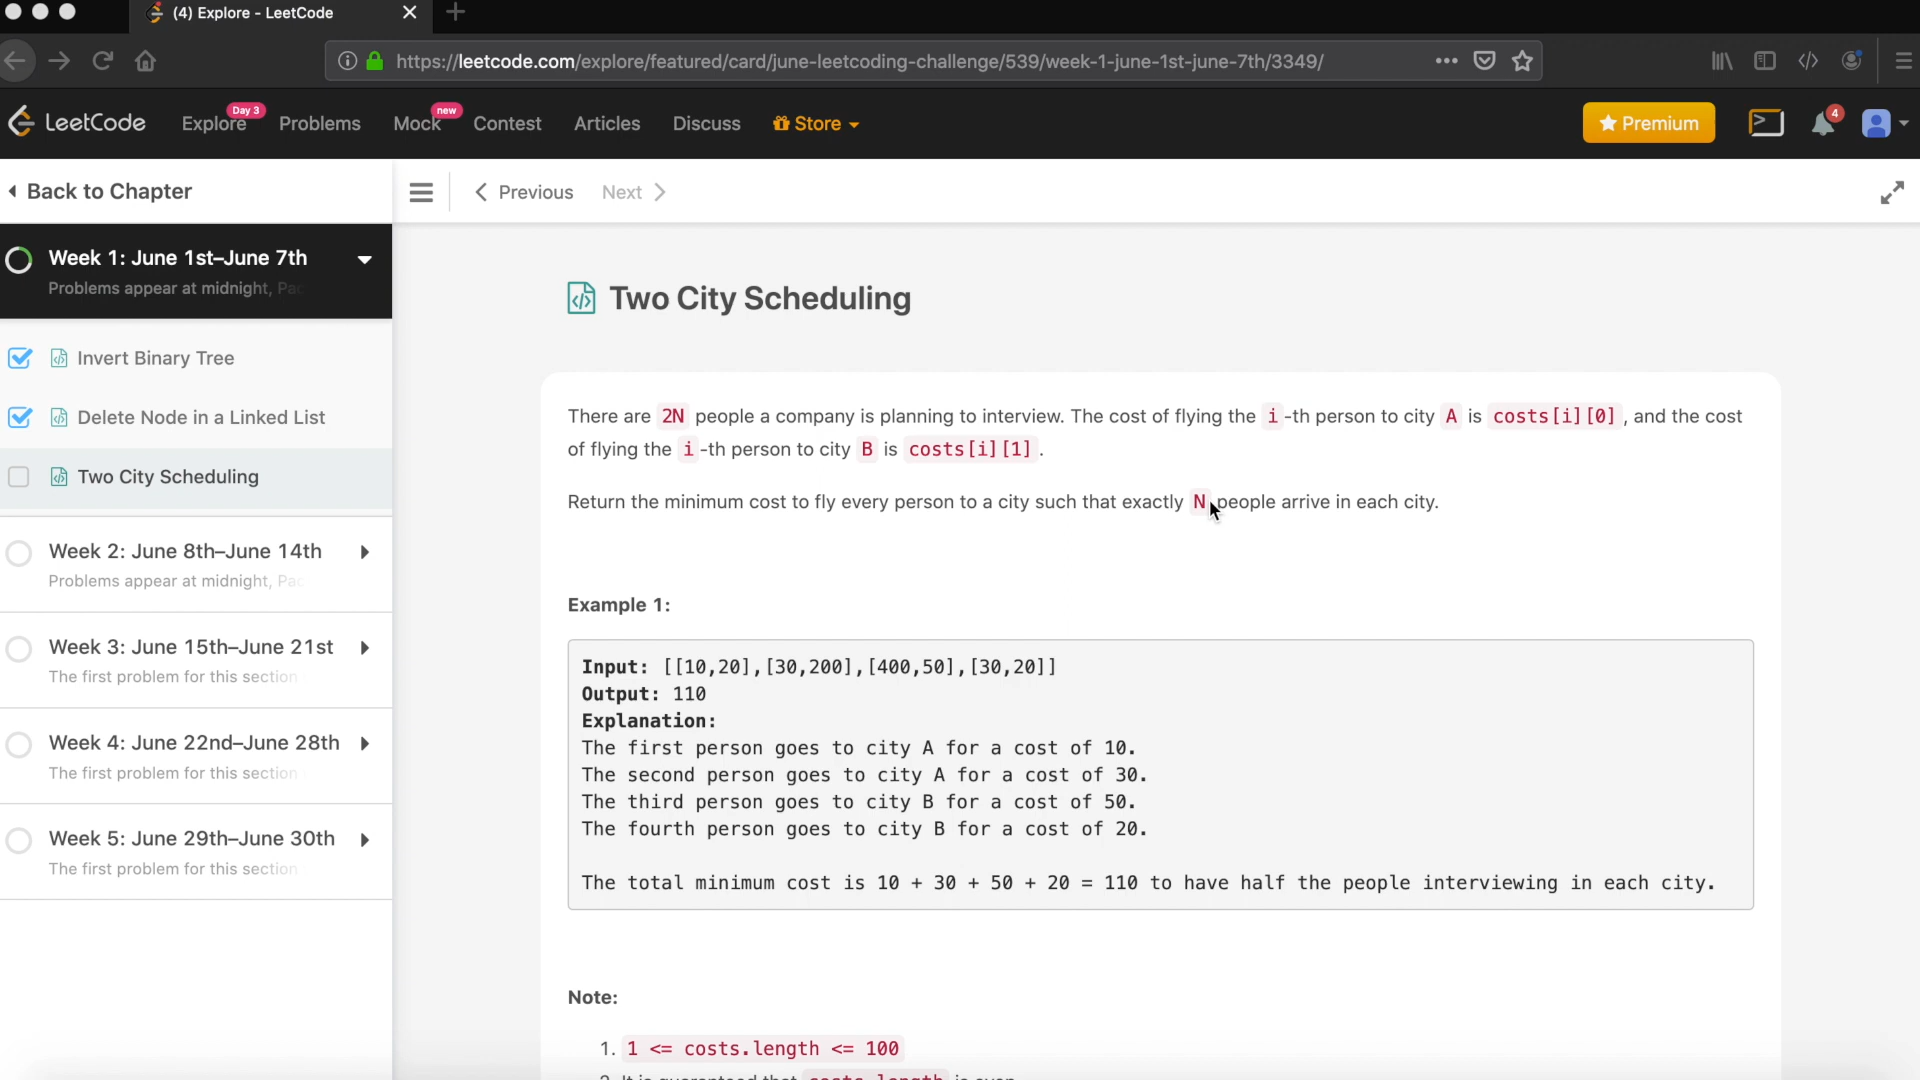 (4) Explore - LeetCode
https://leetcode.com/explore/featured/card/june-leetcoding-challenge/539/week-1-june-1st-june-7th/3349/
LeetCode Explore Day 3 Problems Mock new Contest Articles Discuss Store Premium 4
Back to Chapter
Previous Next
Week 1: June 1st–June 7th
Problems appear at midnight, Pac
Invert Binary Tree
Delete Node in a Linked List
Two City Scheduling
Week 2: June 8th–June 14th
Problems appear at midnight, Pac
Week 3: June 15th–June 21st
The first problem for this section
Week 4: June 22nd–June 28th
The first problem for this section
Week 5: June 29th–June 30th
The first problem for this section
Two City Scheduling
There are 2N people a company is planning to interview. The cost of flying the i -th person to city A is costs[i][0] , and the cost
of flying the i -th person to city B is costs[i][1] .
Return the minimum cost to fly every person to a city such that exactly N people arrive in each city.
Example 1:
Input: [[10,20],[30,200],[400,50],[30,20]]
Output: 110
Explanation:
The first person goes to city A for a cost of 10.
The second person goes to city A for a cost of 30.
The third person goes to city B for a cost of 50.
The fourth person goes to city B for a cost of 20.
The total minimum cost is 10 + 30 + 50 + 20 = 110 to have half the people interviewing in each city.
Note:
1. 1 <= costs.length <= 100
2. It is guaranteed that costs.length is even.